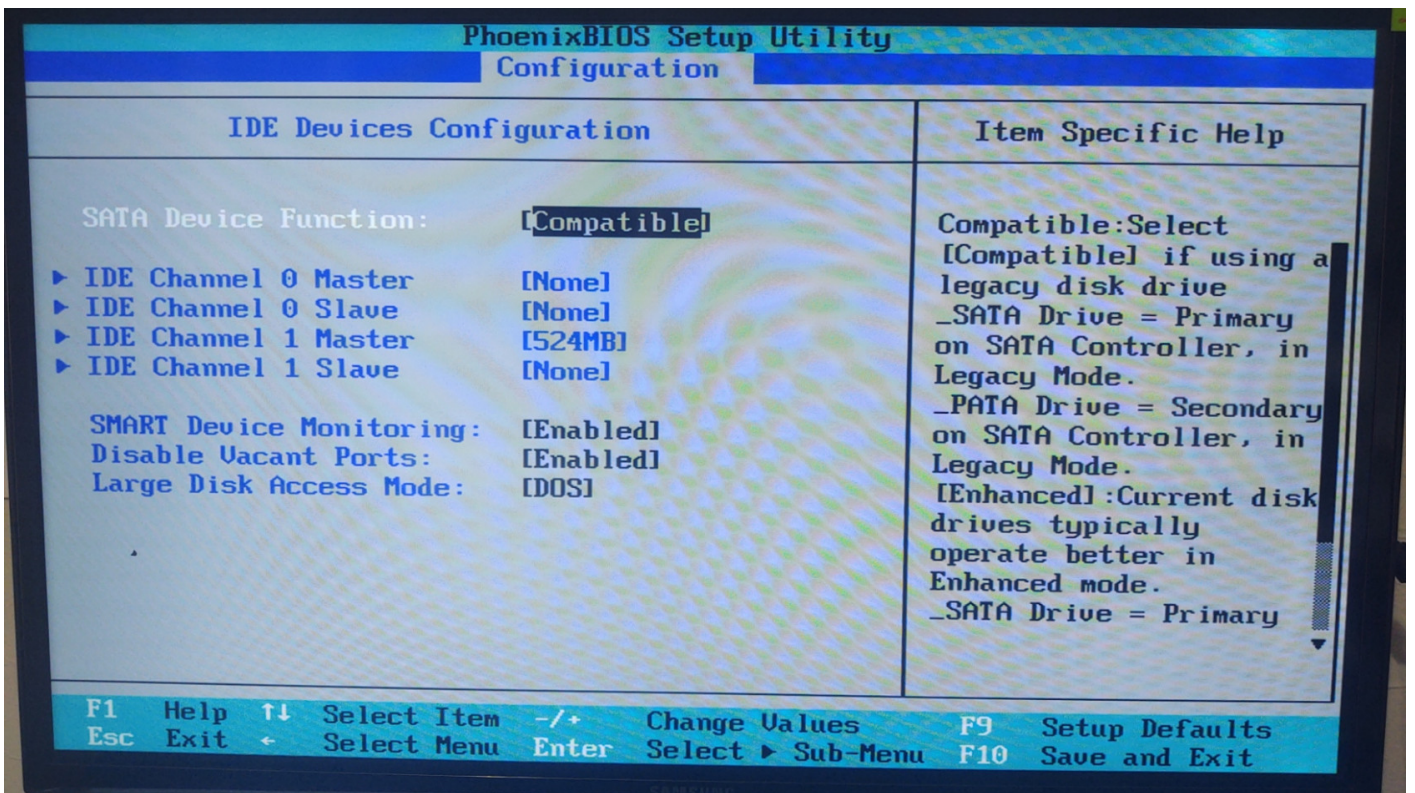 PhoenixBIOS Setup Utility
Configuration
IDE Devices Configuration
SATA Device Function: [Compatible]
▶ IDE Channel 0 Master [None]
▶ IDE Channel 0 Slave [None]
▶ IDE Channel 1 Master [524MB]
▶ IDE Channel 1 Slave [None]
SMART Device Monitoring: [Enabled]
Disable Vacant Ports: [Enabled]
Large Disk Access Mode: [DOS]
Item Specific Help
Compatible:Select
[Compatible] if using a
legacy disk drive
_SATA Drive = Primary
on SATA Controller, in
Legacy Mode.
_PATA Drive = Secondary
on SATA Controller, in
Legacy Mode.
[Enhanced]:Current disk
drives typically
operate better in
Enhanced mode.
_SATA Drive = Primary
F1 Help ↑↓ Select Item -/+ Change Values F9 Setup Defaults
Esc Exit ← Select Menu Enter Select ▶ Sub-Menu F10 Save and Exit
SAMSUNG